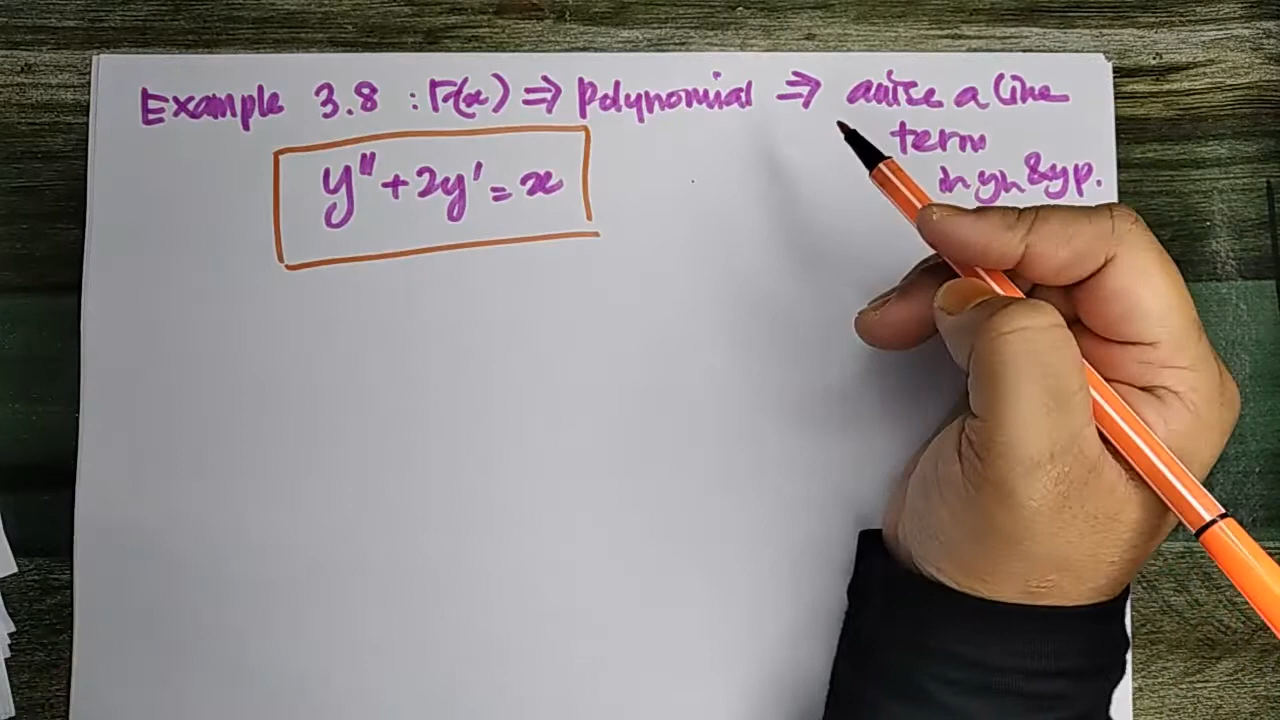 Example 3.8 : F(x) ⇒ Polynomial ⇒ arise a like
term
in yh & yp.
y'' + 2y' = x